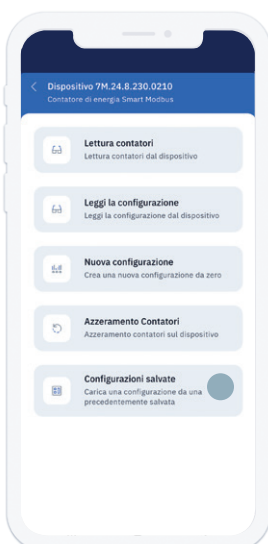 Dispositivo 7M.24.8.230.0210
Contatore di energia Smart Modbus
Lettura contatori
Lettura contatori dal dispositivo
Leggi la configurazione
Leggi la configurazione dal dispositivo
Nuova configurazione
Crea una nuova configurazione da zero
Azzeramento Contatori
Azzeramento contatori sul dispositivo
Configurazioni salvate
Carica una configurazione da una
precedentemente salvata